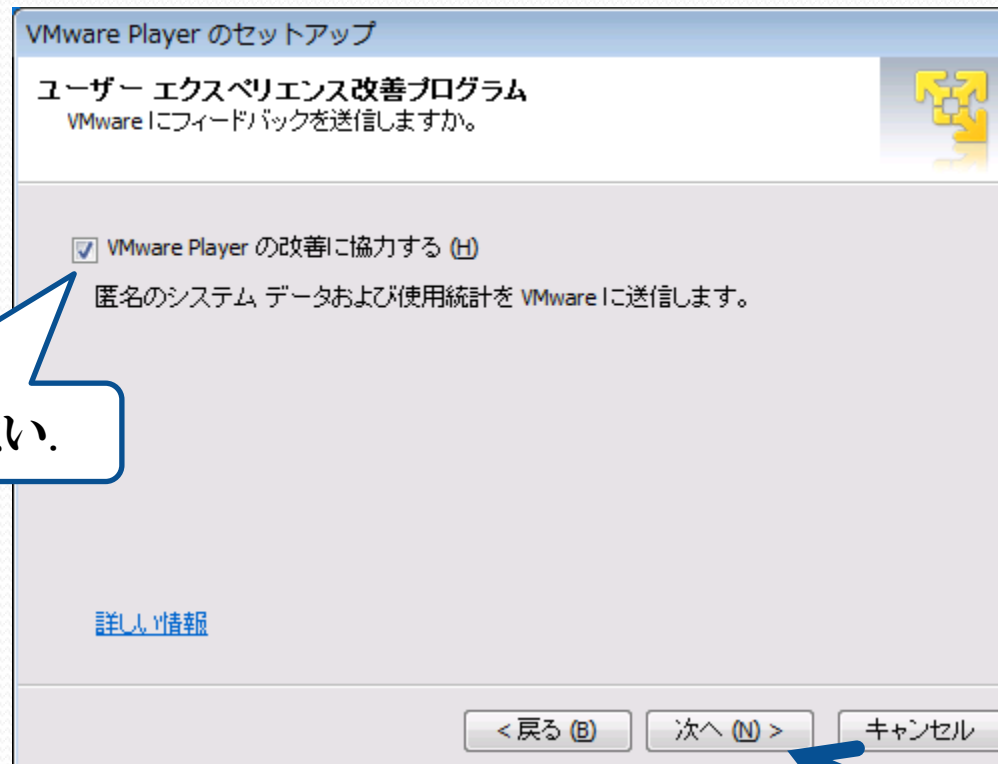 VMware Player のセットアップ
ユーザー エクスペリエンス改善プログラム
VMware にフィードバックを送信しますか。
VMware Player の改善に協力する (H)
匿名のシステム データおよび使用統計を VMware に送信します。
い.
詳しい情報
< 戻る (B)
次へ (N) >
キャンセル